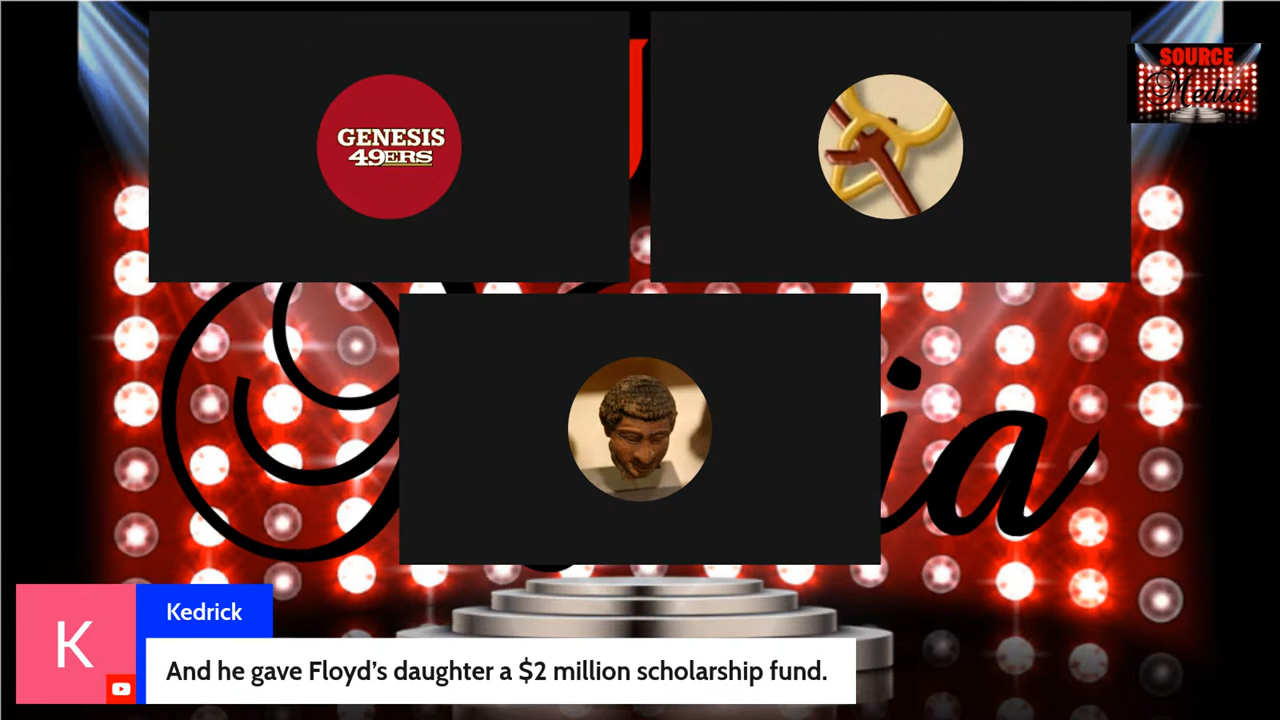 GENESIS
49ERS
SOURCE
Media
Kedrick
K
And he gave Floyd’s daughter a $2 million scholarship fund.